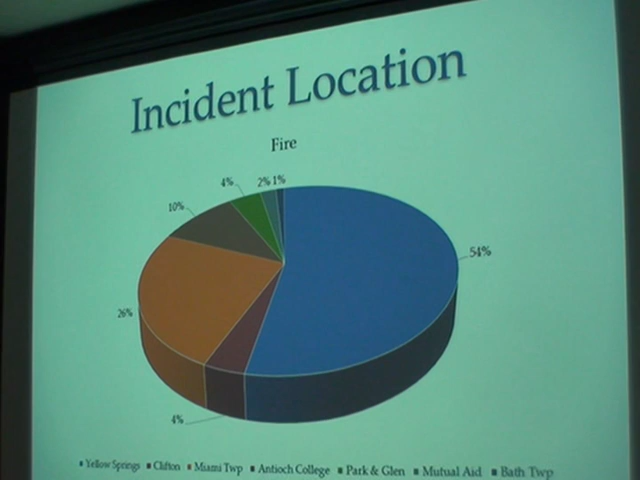 Incident Location
Fire
4%
2%
1%
10%
54%
26%
4%
Yellow Springs Clifton Miami Twp Antioch College Park & Glen Mutual Aid Bath Twp